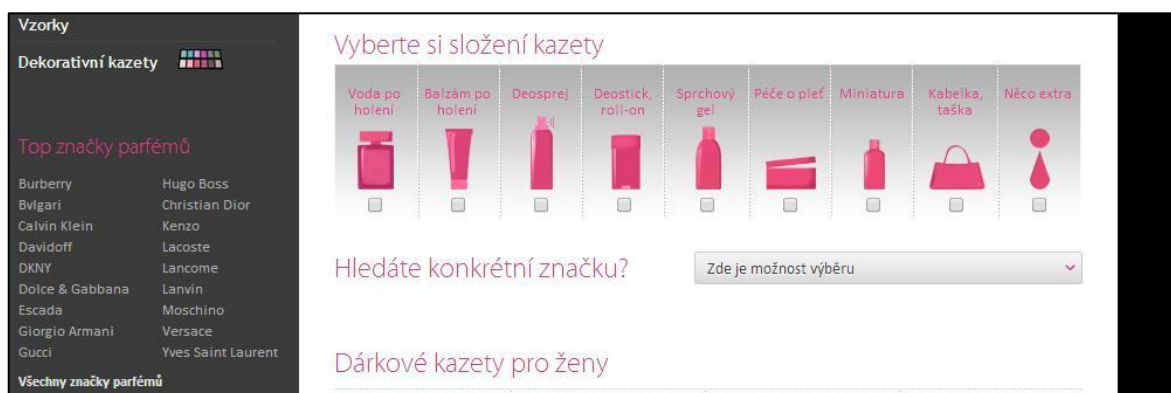 Vzorky
Dekorativní kazety
Top značky parfémů
Burberry Hugo Boss
Bvlgari Christian Dior
Calvin Klein Kenzo
Davidoff Lacoste
DKNY Lancome
Dolce & Gabbana Lanvin
Escada Moschino
Giorgio Armani Versace
Gucci Yves Saint Laurent
Všechny značky parfémů
Vyberte si složení kazety
Voda po holení
Balzám po holení
Deosprej
Deostick, roll-on
Sprchový gel
Péče o pleť
Miniatura
Kabelka, taška
Něco extra
Hledáte konkrétní značku?
Zde je možnost výběru
Dárkové kazety pro ženy